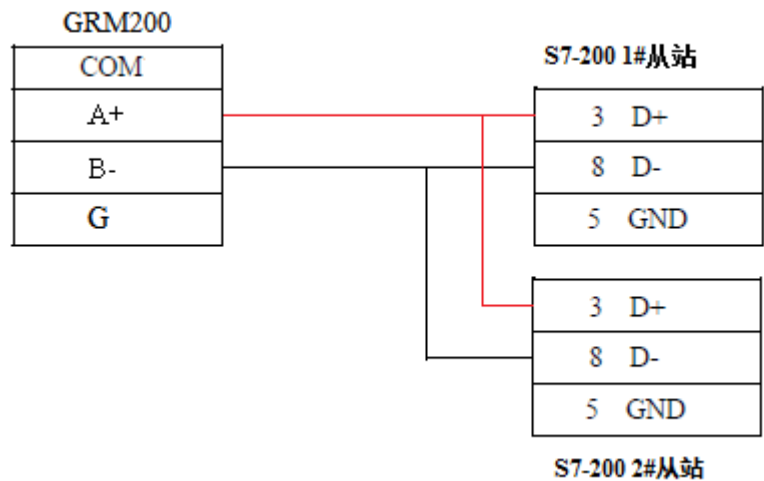 GRM200
COM
A+
B-
G
S7-200 1#从站
3 D+
8 D-
5 GND
3 D+
8 D-
5 GND
S7-200 2#从站